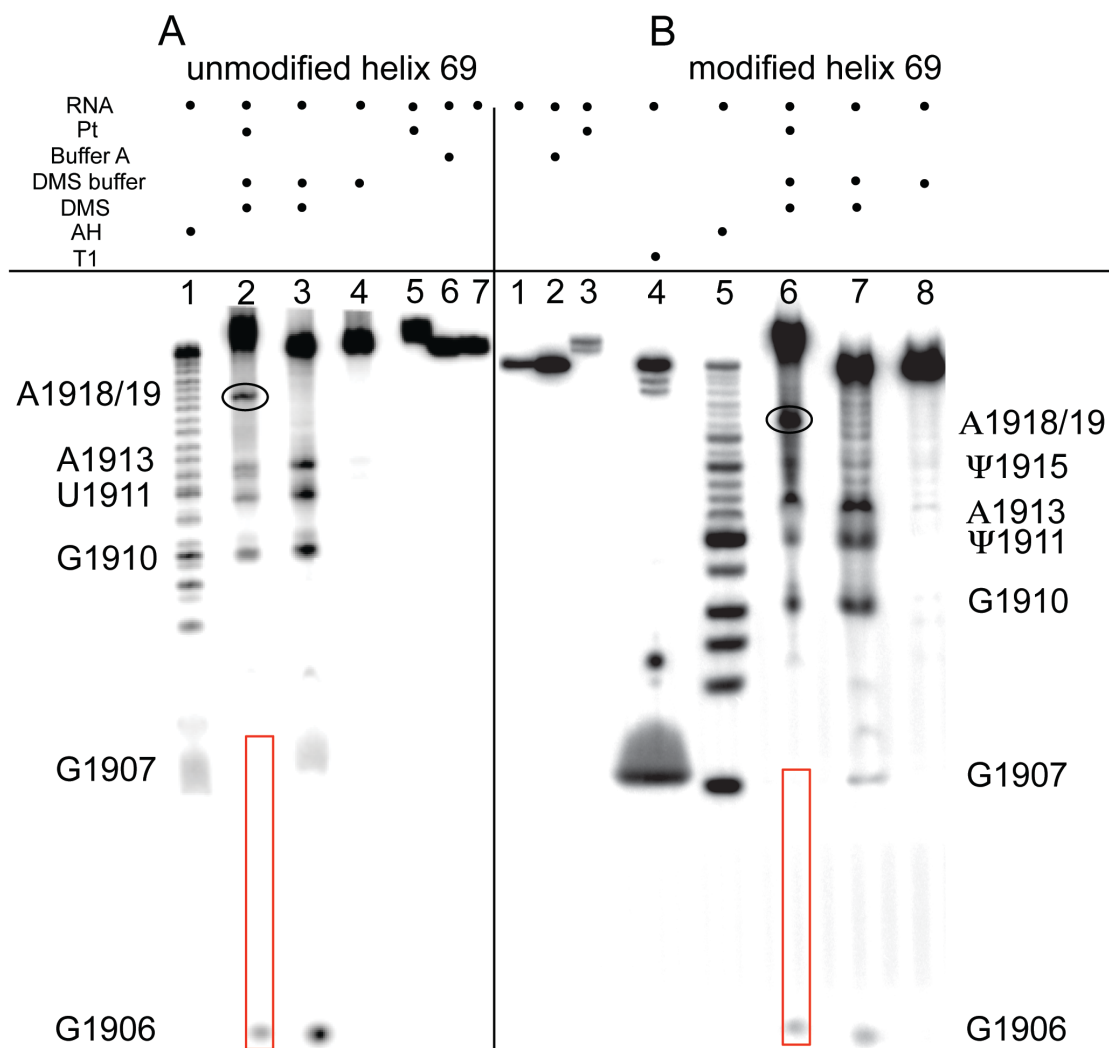 A B
unmodified helix 69 modified helix 69
RNA
Pt
Buffer A
DMS buffer
DMS
AH
T1
1 2 3 4 5 6 7 1 2 3 4 5 6 7 8
A1918/19
A1913
U1911
G1910
G1907
G1906
A1918/19
Ψ1915
A1913
Ψ1911
G1910
G1907
G1906